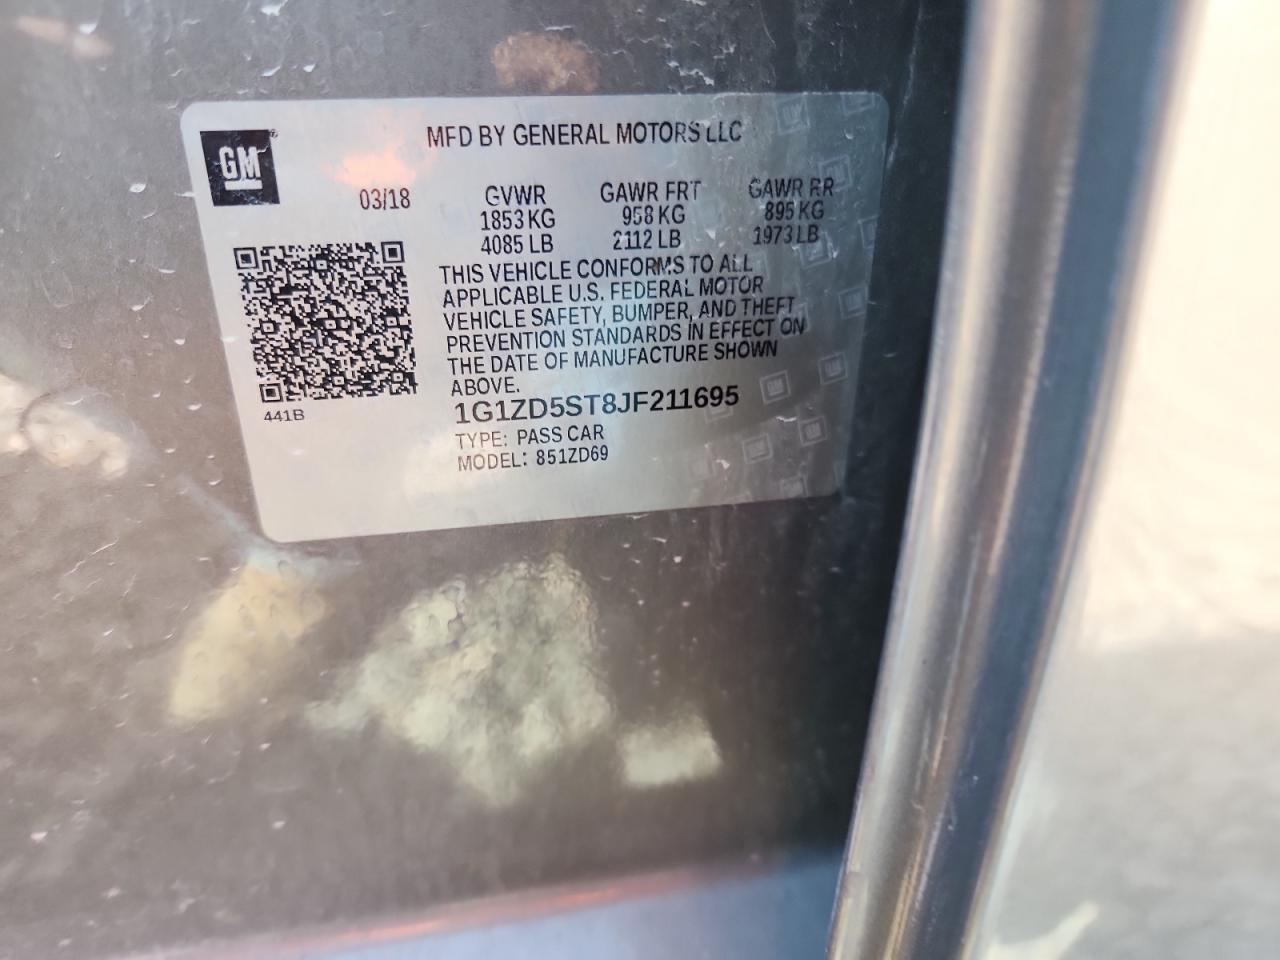 GM
MFD BY GENERAL MOTORS LLC
03/18 GVWR GAWR FRT GAWR RR
1853 KG 958 KG 895 KG
4085 LB 2112 LB 1973 LB
THIS VEHICLE CONFORMS TO ALL
APPLICABLE U.S. FEDERAL MOTOR
VEHICLE SAFETY, BUMPER, AND THEFT
PREVENTION STANDARDS IN EFFECT ON
THE DATE OF MANUFACTURE SHOWN
ABOVE.
441B
1G1ZD5ST8JF211695
TYPE: PASS CAR
MODEL: 851ZD69